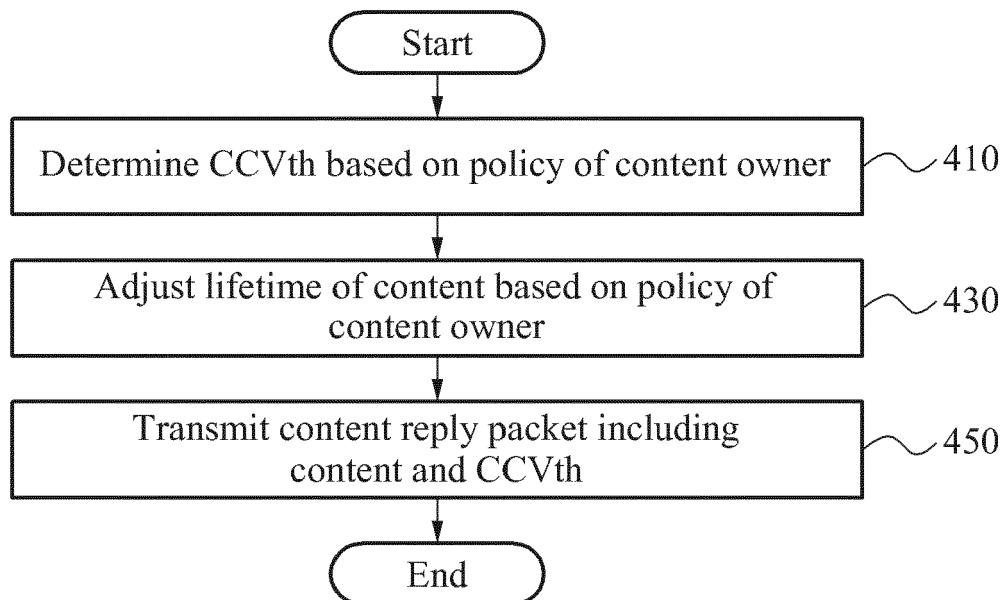 Start
Determine CCVth based on policy of content owner
410
Adjust lifetime of content based on policy of
content owner
430
Transmit content reply packet including
content and CCVth
450
End